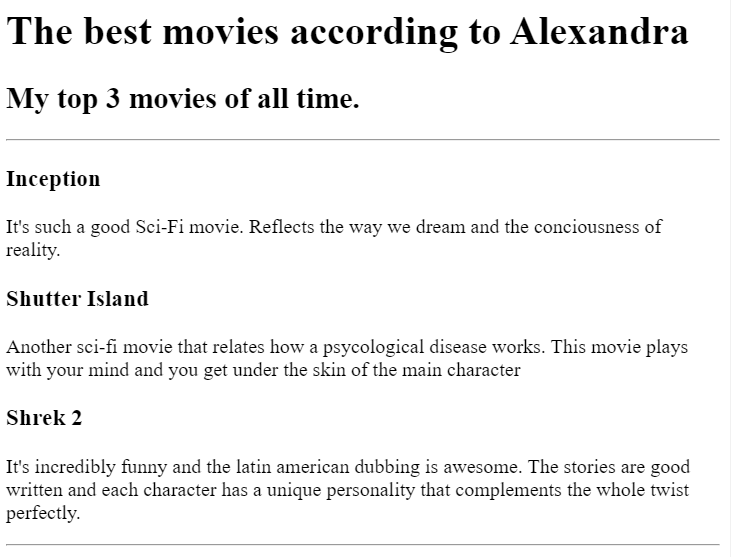 The best movies according to Alexandra
My top 3 movies of all time.
Inception
It's such a good Sci-Fi movie. Reflects the way we dream and the conciousness of
reality.
Shutter Island
Another sci-fi movie that relates how a psycological disease works. This movie plays
with your mind and you get under the skin of the main character
Shrek 2
It's incredibly funny and the latin american dubbing is awesome. The stories are good
written and each character has a unique personality that complements the whole twist
perfectly.